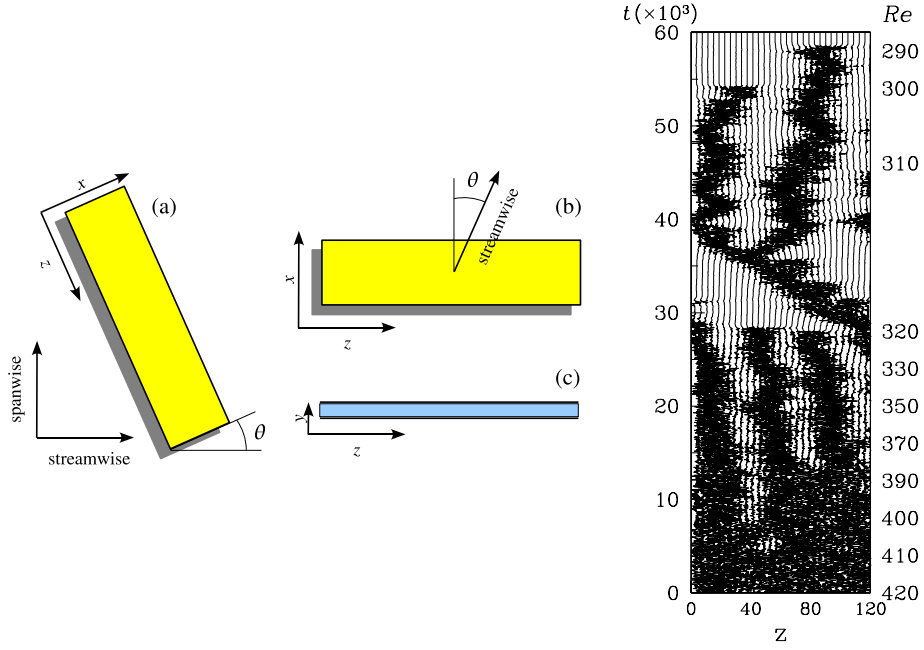 x
z
(a)
spanwise
streamwise
θ
θ
streamwise
(b)
x
z
(c)
y
z
t(×10³)
Re
60
50
40
30
20
10
0
290
300
310
320
330
350
370
390
400
410
420
0
40
80
120
z